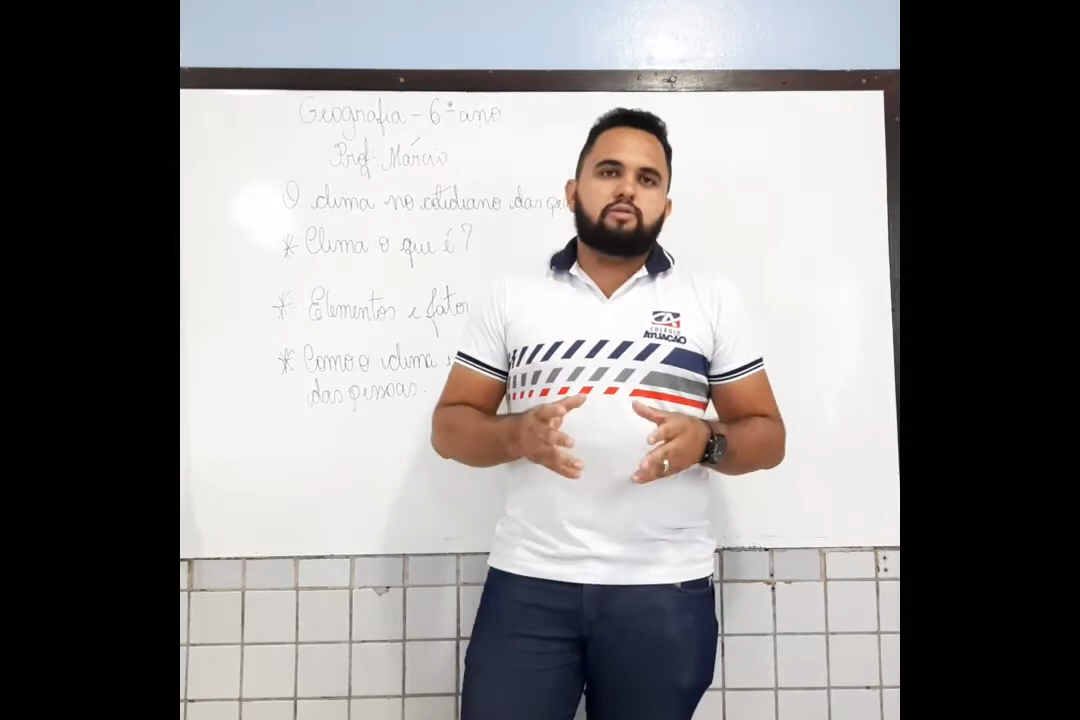 Geografia - 6º ano
Prof: Márcio
O clima no cotidiano das
* Clima o que é?
* Elementos e fator
* Como o clima
das pessoas.
CA
COLÉGIO
ATUAÇÃO